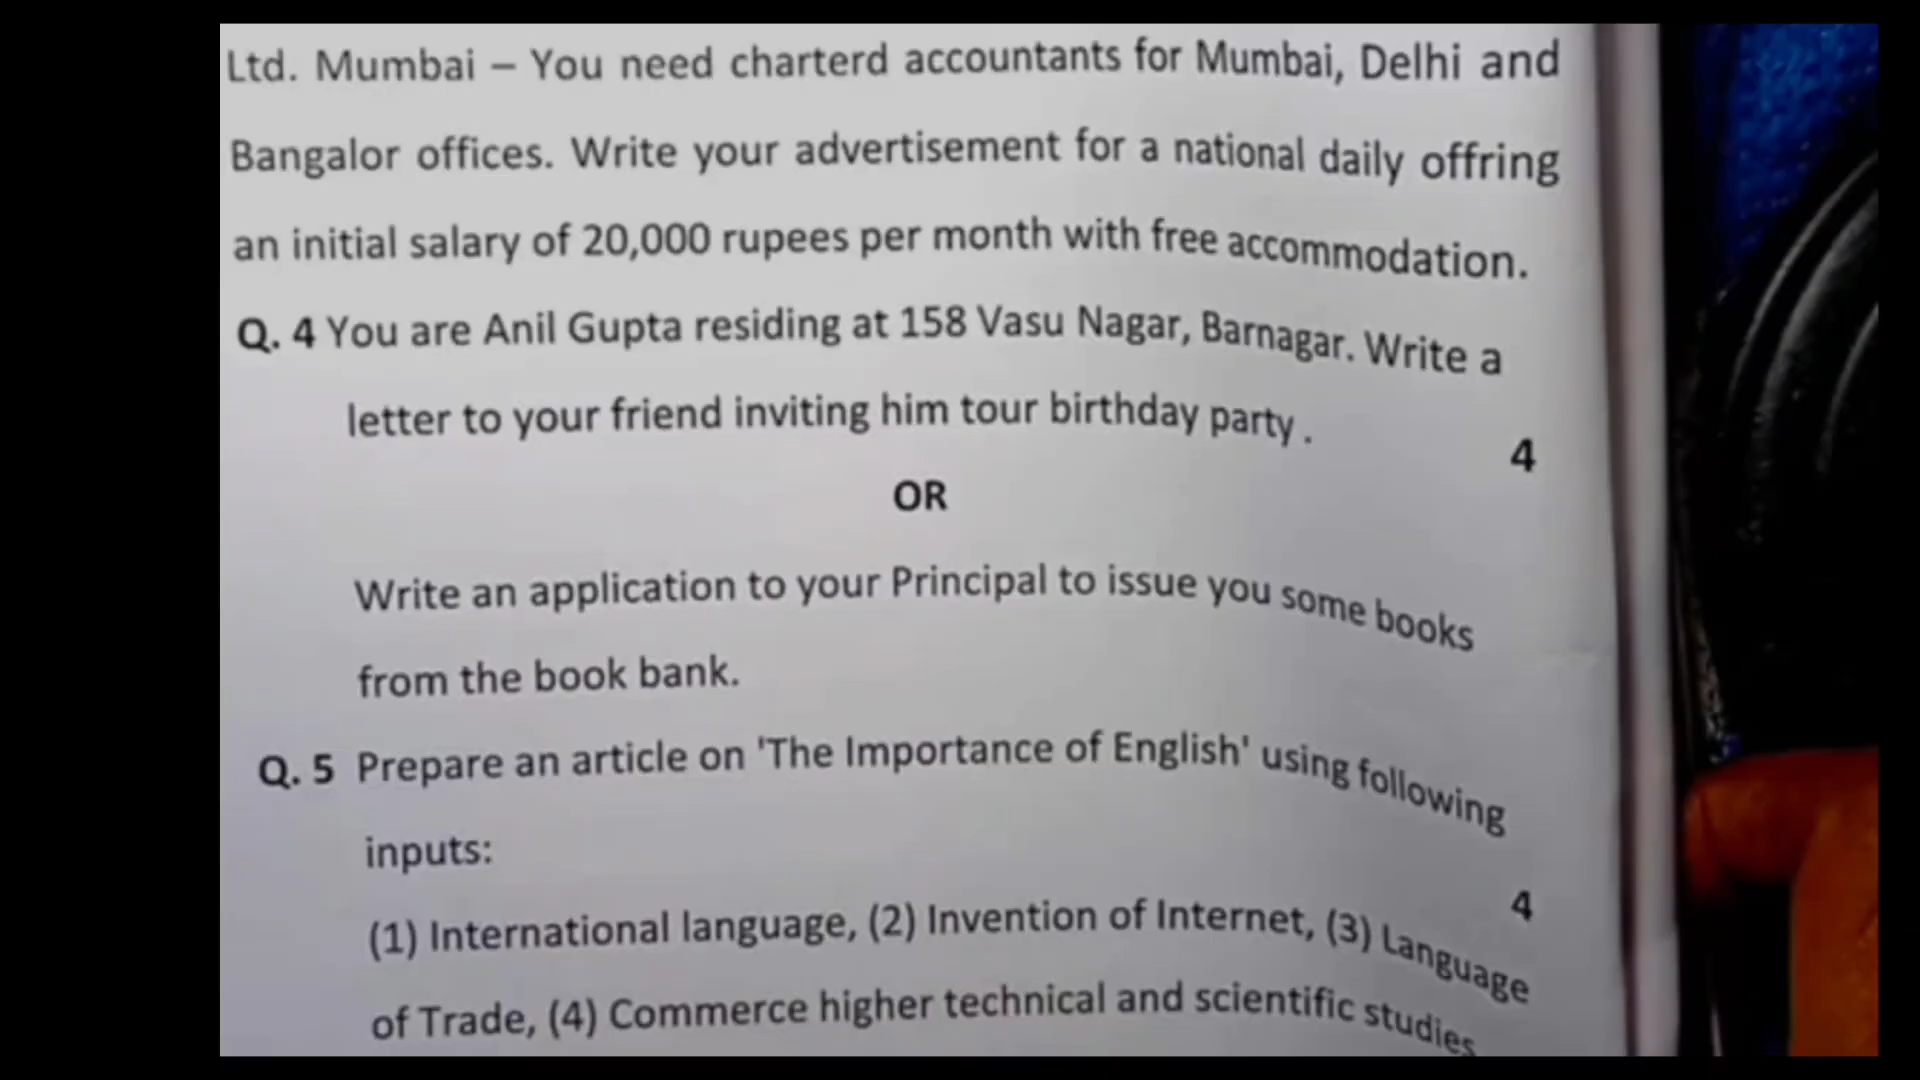 Ltd. Mumbai – You need charterd accountants for Mumbai, Delhi and
Bangalor offices. Write your advertisement for a national daily offring
an initial salary of 20,000 rupees per month with free accommodation.
Q. 4 You are Anil Gupta residing at 158 Vasu Nagar, Barnagar. Write a
letter to your friend inviting him tour birthday party .
4
OR
Write an application to your Principal to issue you some books
from the book bank.
Q. 5 Prepare an article on 'The Importance of English' using following
inputs:
4
(1) International language, (2) Invention of Internet, (3) Language
of Trade, (4) Commerce higher technical and scientific studies